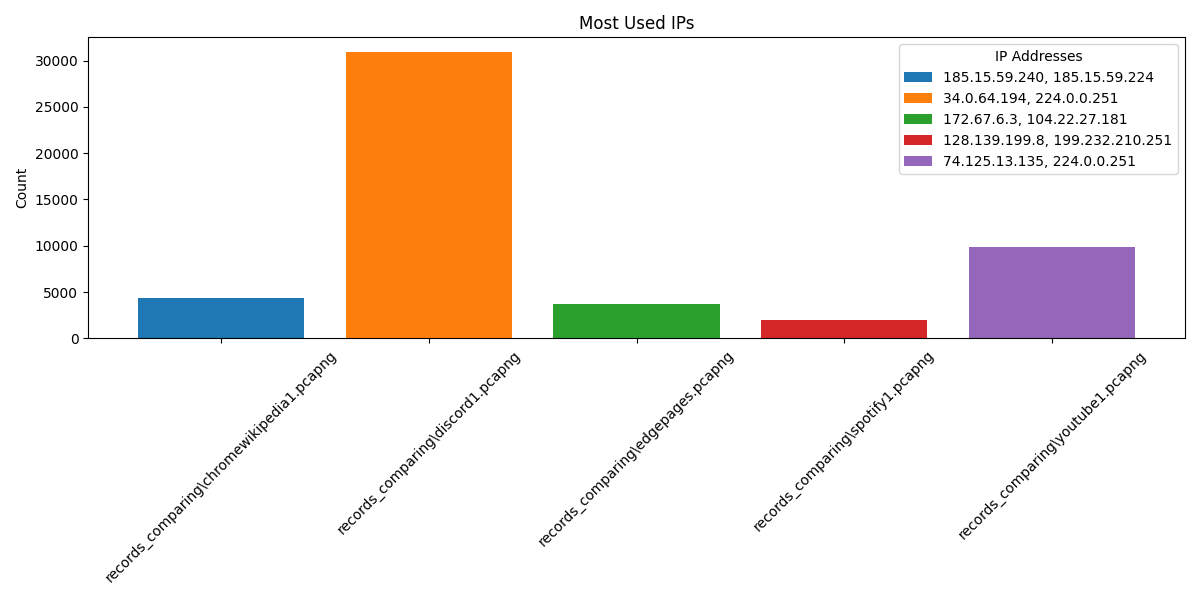 Most Used IPs
Count
30000
25000
20000
15000
10000
5000
0
IP Addresses
185.15.59.240, 185.15.59.224
34.0.64.194, 224.0.0.251
172.67.6.3, 104.22.27.181
128.139.199.8, 199.232.210.251
74.125.13.135, 224.0.0.251
records_comparing\chromewikipedia1.pcapng
records_comparing\discord1.pcapng
records_comparing\edgepages.pcapng
records_comparing\spotify1.pcapng
records_comparing\youtube1.pcapng